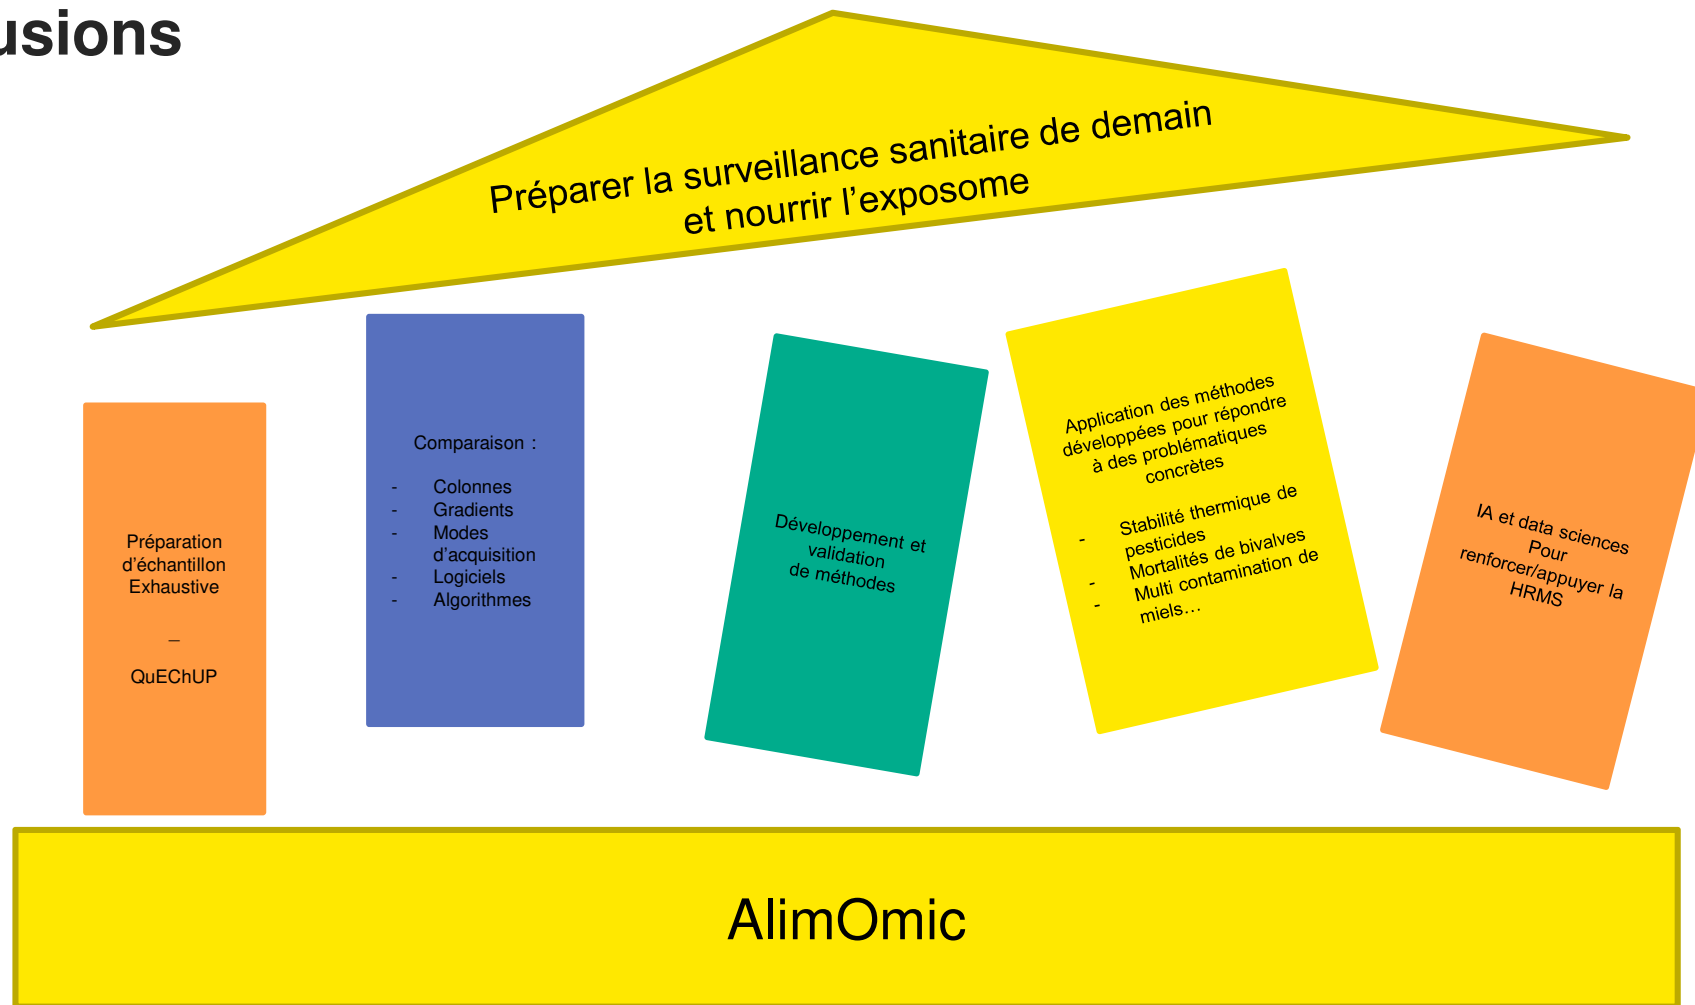 usions
Préparer la surveillance sanitaire de demain
et nourrir l’exposome
Préparation
d’échantillon
Exhaustive
–
QuEChUP
Comparaison :
- Colonnes
- Gradients
- Modes
d’acquisition
- Logiciels
- Algorithmes
Développement et
validation
de méthodes
Application des méthodes
développées pour répondre
à des problématiques
concrètes
- Stabilité thermique de
pesticides
- Mortalités de bivalves
- Multi contamination de
miels…
IA et data sciences
Pour
renforcer/appuyer la
HRMS
AlimOmic